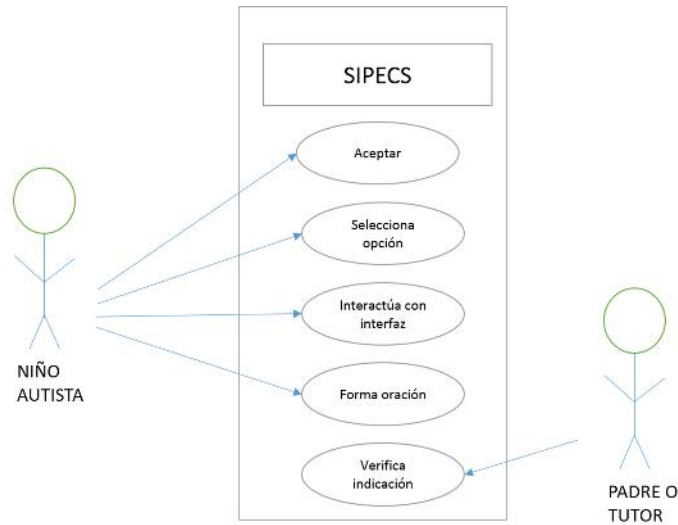 SIPECS
Aceptar
Selecciona
opción
Interactúa con
interfaz
Forma oración
Verifica
indicación
NIÑO
AUTISTA
PADRE O
TUTOR